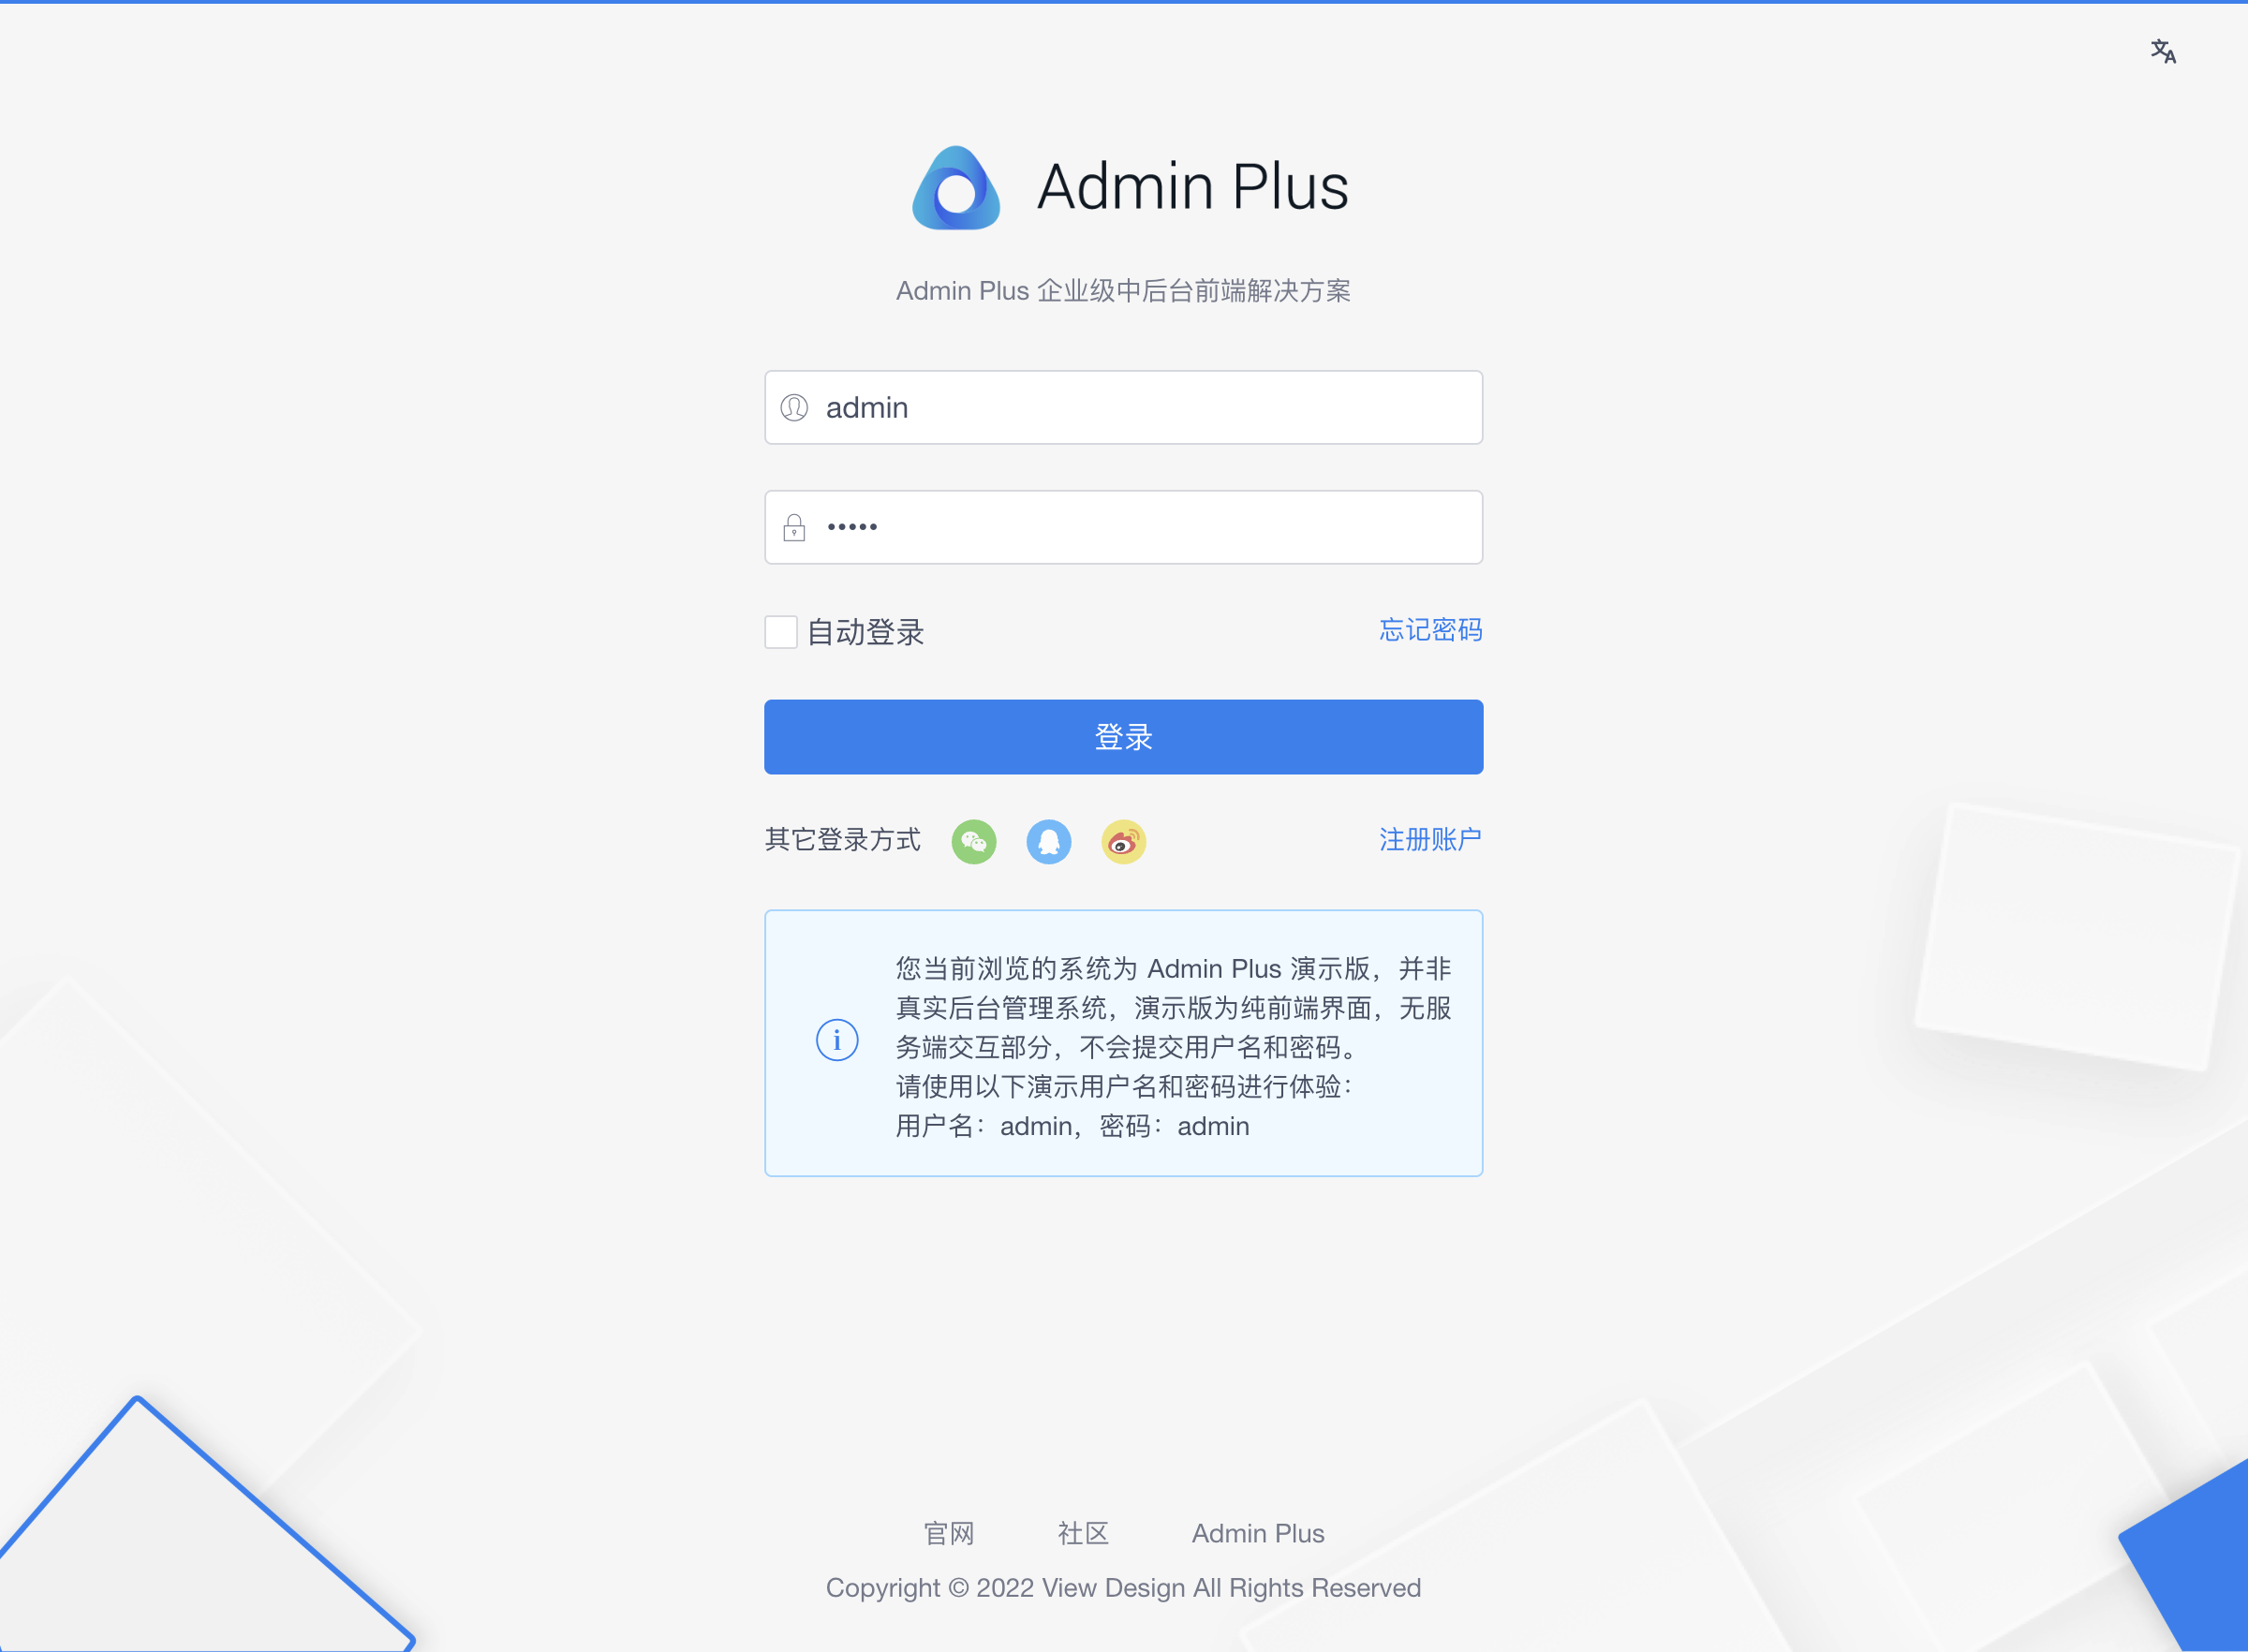 Admin Plus
Admin Plus 企业级中后台前端解决方案
admin
•••••
自动登录
忘记密码
登录
其它登录方式
注册账户
您当前浏览的系统为 Admin Plus 演示版，并非
真实后台管理系统，演示版为纯前端界面，无服
务端交互部分，不会提交用户名和密码。
请使用以下演示用户名和密码进行体验：
用户名：admin，密码：admin
官网 社区 Admin Plus
Copyright © 2022 View Design All Rights Reserved